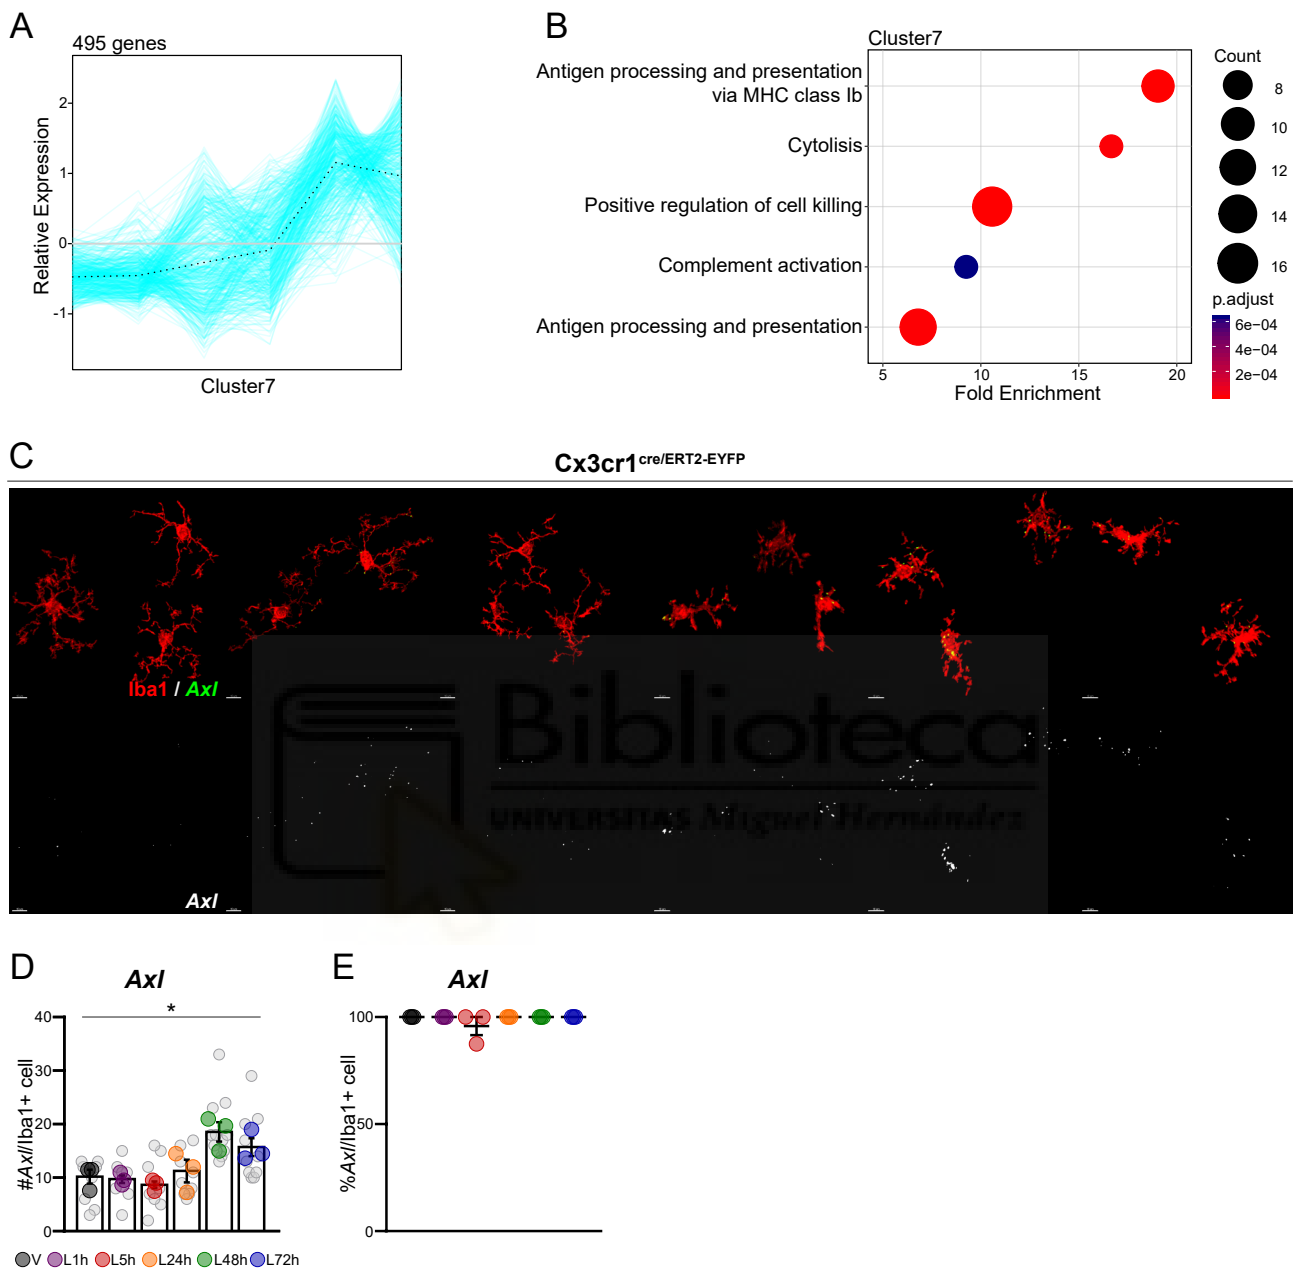 A
495 genes
Relative Expression
2
1
0
-1
Cluster7
B
Cluster7
Antigen processing and presentation
via MHC class Ib
Cytolisis
Positive regulation of cell killing
Complement activation
Antigen processing and presentation
5
10
15
20
Fold Enrichment
Count
8
10
12
14
16
p.adjust
6e−04
4e−04
2e−04
C
Cx3cr1cre/ERT2-EYFP
Iba1 / Axl
Biblioteca
UNIVERSITAS Miguel Hernández
Axl
D
Axl
*
#Axl/Iba1+ cell
40
30
20
10
0
V L1h L5h L24h L48h L72h
E
Axl
%Axl/Iba1+ cell
100
50
0